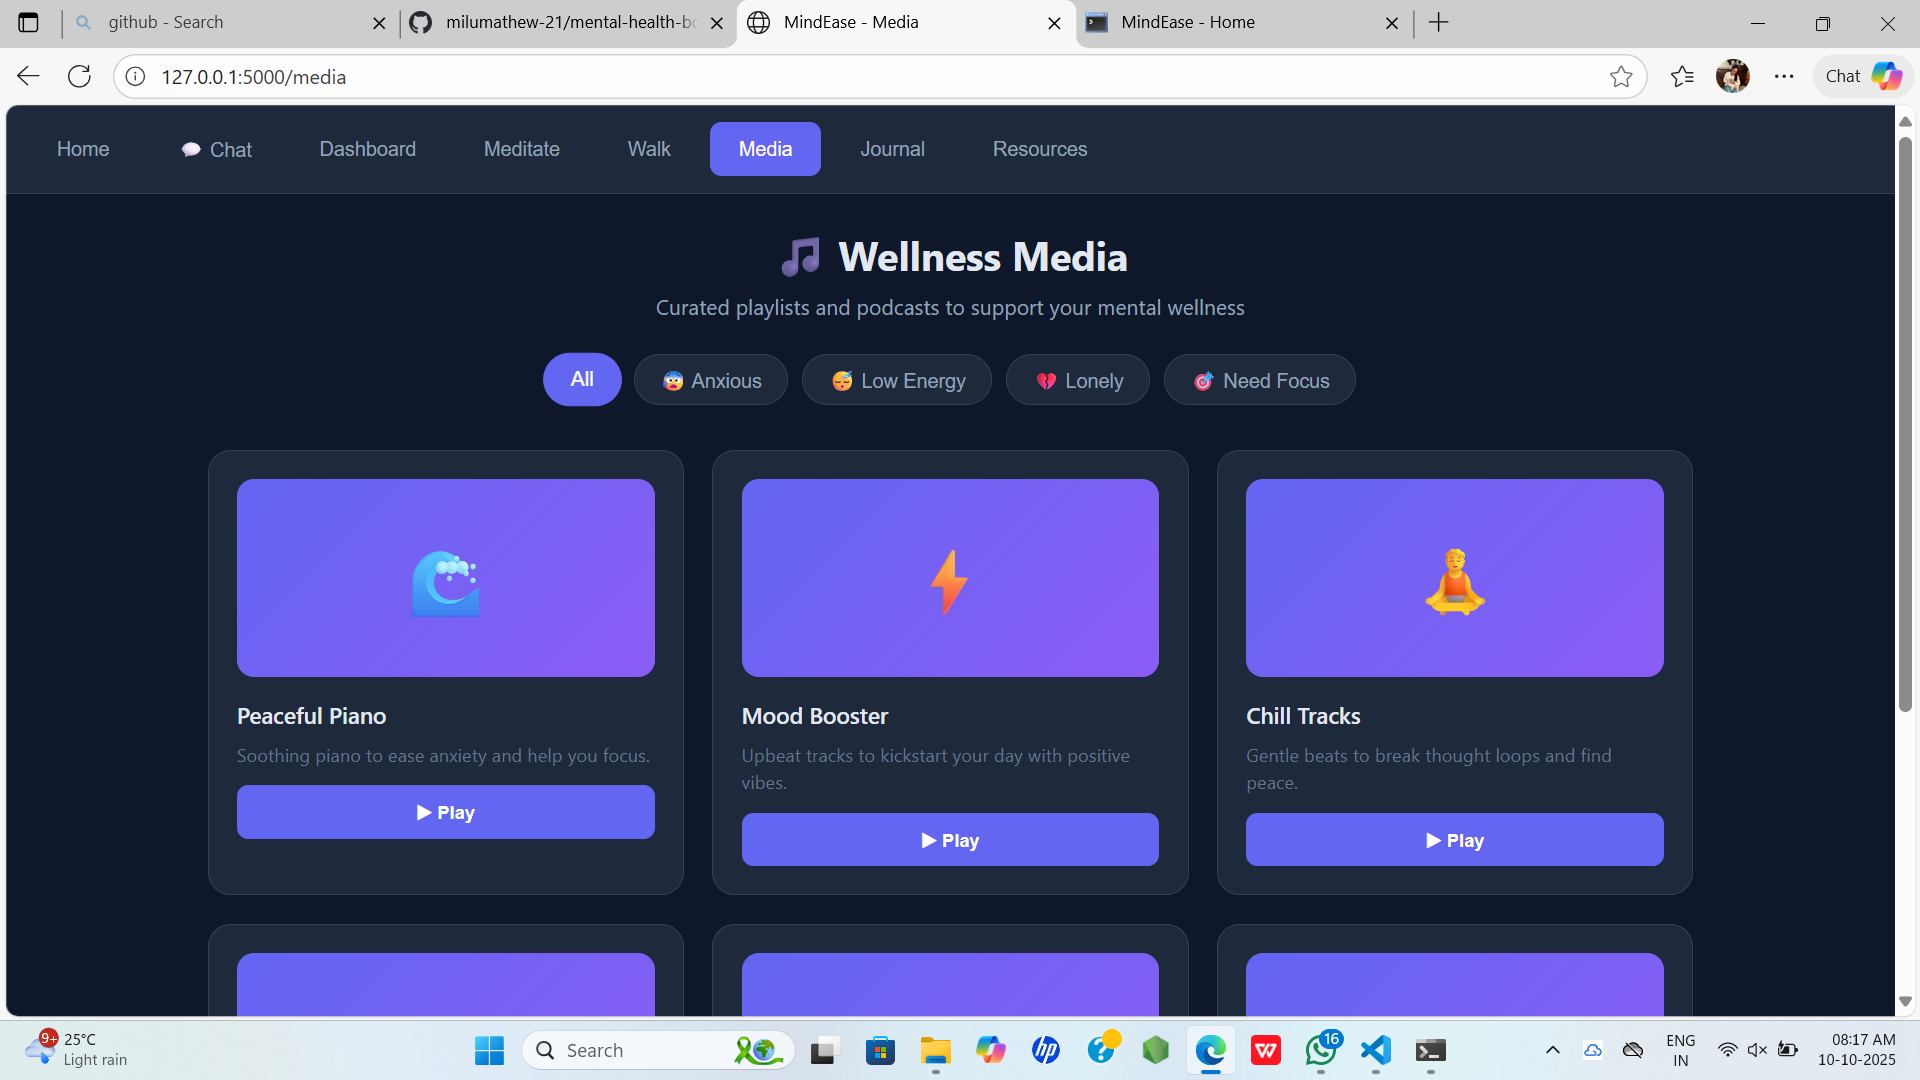 github - Search
milumathew-21/mental-health-bo
MindEase - Media
MindEase - Home
127.0.0.1:5000/media
Chat
Home
Chat
Dashboard
Meditate
Walk
Media
Journal
Resources
Wellness Media
Curated playlists and podcasts to support your mental wellness
All
Anxious
Low Energy
Lonely
Need Focus
Peaceful Piano
Soothing piano to ease anxiety and help you focus.
▶ Play
Mood Booster
Upbeat tracks to kickstart your day with positive
vibes.
▶ Play
Chill Tracks
Gentle beats to break thought loops and find
peace.
▶ Play
9+
25°C
Light rain
Search
hp
?
W
16
ENG
IN
08:17 AM
10-10-2025